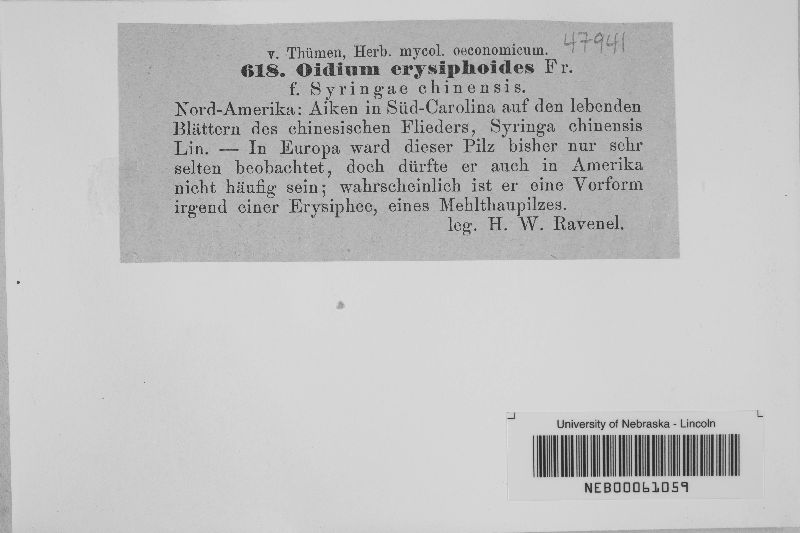 v. Thümen, Herb. mycol. oeconomicum. 47941
618. Oidium erysiphoides Fr.
f. Syringae chinensis.
Nord-Amerika: Aiken in Süd-Carolina auf den lebenden
Blättern des chinesischen Flieders, Syringa chinensis
Lin. — In Europa ward dieser Pilz bisher nur sehr
selten beobachtet, doch dürfte er auch in Amerika
nicht häufig sein; wahrscheinlich ist er eine Vorform
irgend einer Erysiphee, eines Mehlthaupilzes.
leg. H. W. Ravenel.
University of Nebraska - Lincoln
NEB00061059